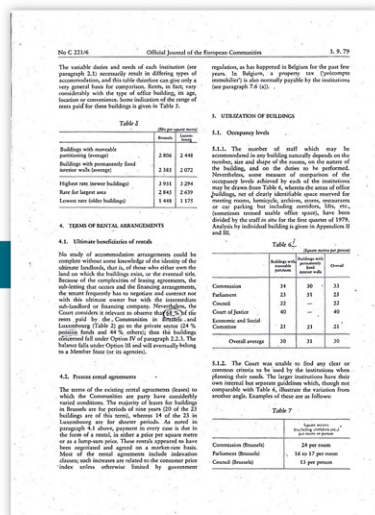 No C 221/6
Official Journal of the European Communities
3. 9. 79
The variable duties and needs of each institution (see
paragraph 2.1) necessarily result in differing types of
accommodation, and this table therefore can give only a
very general basis for comparison. Rents, in fact, vary
considerably with the type of office building, its age,
location or convenience. Some indication of the range of
rents paid for these buildings is given in Table 5.
Table 5
(Bfrs per square metre)
Brussels
Luxem-
bourg
Buildings with moveable
partitioning (average) 2 806 2 448
Buildings with permanently fixed
interior walls (average) 2 385 2 072
Highest rate (newer buildings) 3 931 3 294
Rate for largest area 2 845 2 639
Lowest rate (older buildings) 1 448 1 175
4. TERMS OF RENTAL ARRANGEMENTS
4.1. Ultimate beneficiaries of rentals
No study of accommodation arrangements could be
complete without some knowledge of the identity of the
ultimate landlords, that is, of those who either own the
land on which the buildings exist, or the eventual title.
Because of the complexities of leasing agreements, the
sub-letting that occurs and the financing arrangements,
the tenant frequently has to negotiate and contract not
with this ultimate owner but with the intermediate
sub-landlord or financing company. Nevertheless, the
Court considers it relevant to observe that 68 % of the
rents paid by the Communities in Brussels and
Luxembourg (Table 2) go to the private sector (24 %
pension funds and 44 % others); thus the buildings
concerned fall under Option IV of paragraph 2.2.3. The
balance falls under Option III and will eventually belong
to a Member State (or its agencies).
4.2. Present rental agreements
The terms of the existing rental agreements (leases) to
which the Communities are party have considerably
varied conditions. The majority of leases for buildings
in Brussels are for periods of nine years (20 of the 23
buildings are of this term), whereas 14 of the 23 in
Luxembourg are for shorter periods. As noted in
paragraph 4.1 above, payment in every case is due in
the form of a rental, is either a price per square metre
or as a lump-sum price. These rentals appeared to have
been negotiated and agreed on a market-rate basis.
Most of the rental agreements include indexation
clauses; such increases are related to the consumer price
index unless otherwise limited by government
regulation, as has happened in Belgium for the past few
years. In Belgium, a property tax ('précompte
immobilier') is also normally payable by the institutions
(see paragraph 7.6 (a)).
5. UTILIZATION OF BUILDINGS
5.1. Occupancy levels
5.1.1. The number of staff which may be
accommodated in any building naturally depends on the
number, size and shape of the rooms, on the nature of
the building, and on the duties to be performed.
Nevertheless, some measure of comparison of the
occupancy levels achieved by each of the institutions
may be drawn from Table 6, wherein the areas of office
buildings, net of clearly identifiable space reserved for
meeting rooms, hemicycle, archives, stores, restaurants
or car parking but including corridors, lifts, etc.,
(sometimes termed usable office space), have been
divided by the staff in situ for the first quarter of 1979.
Analysis by individual building is given in Appendices II
and III.
Table 6
(Square metres per person)
Buildings with
moveable
partitions
Buildings with
permanently
fixed
interior walls
Overall
Commission 34 30 33
Parliament 23 31 25
Council 22 — 22
Court of Justice 40 — 40
Economic and Social
Committee 21 21 21
Overall average 30 31 30
5.1.2. The Court was unable to find any clear or
common criteria to be used by the institutions when
planning their needs. The larger institutions have their
own internal but separate guidelines which, though not
comparable with Table 6, illustrate the variation from
another angle. Examples of these are as follows:
Table 7
Square metres
Commission (Brussels) 24 per room
Parliament (Brussels) 16 to 17 per room
Council (Brussels) 15 per person